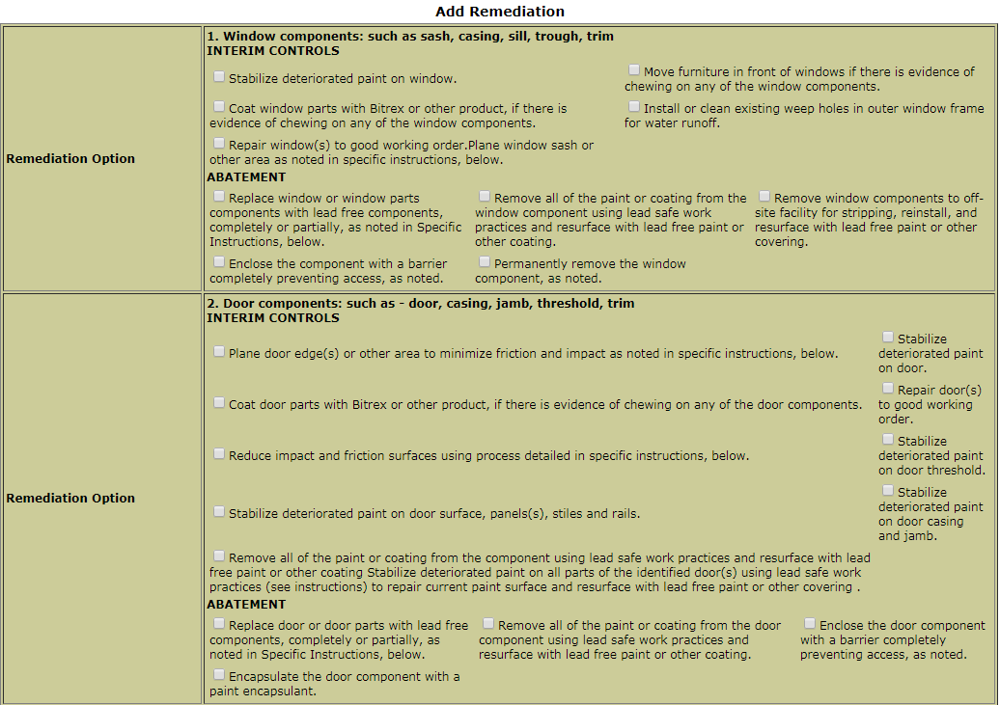 Add Remediation
Remediation Option
1. Window components: such as sash, casing, sill, trough, trim
INTERIM CONTROLS
Stabilize deteriorated paint on window.
Move furniture in front of windows if there is evidence of
chewing on any of the window components.
Coat window parts with Bitrex or other product, if there is
evidence of chewing on any of the window components.
Install or clean existing weep holes in outer window frame
for water runoff.
Repair window(s) to good working order.Plane window sash or
other area as noted in specific instructions, below.
ABATEMENT
Replace window or window parts
components with lead free components,
completely or partially, as noted in Specific
Instructions, below.
Remove all of the paint or coating from the
window component using lead safe work
practices and resurface with lead free paint or
other coating.
Remove window components to off-
site facility for stripping, reinstall, and
resurface with lead free paint or other
covering.
Enclose the component with a barrier
completely preventing access, as noted.
Permanently remove the window
component, as noted.
Remediation Option
2. Door components: such as - door, casing, jamb, threshold, trim
INTERIM CONTROLS
Plane door edge(s) or other area to minimize friction and impact as noted in specific instructions, below.
Stabilize
deteriorated paint
on door.
Coat door parts with Bitrex or other product, if there is evidence of chewing on any of the door components.
Repair door(s)
to good working
order.
Reduce impact and friction surfaces using process detailed in specific instructions, below.
Stabilize
deteriorated paint
on door threshold.
Stabilize deteriorated paint on door surface, panels(s), stiles and rails.
Stabilize
deteriorated paint
on door casing
and jamb.
Remove all of the paint or coating from the component using lead safe work practices and resurface with lead
free paint or other coating Stabilize deteriorated paint on all parts of the identified door(s) using lead safe work
practices (see instructions) to repair current paint surface and resurface with lead free paint or other covering .
ABATEMENT
Replace door or door parts with lead free
components, completely or partially, as
noted in Specific Instructions, below.
Remove all of the paint or coating from the door
component using lead safe work practices and
resurface with lead free paint or other coating.
Enclose the door component
with a barrier completely
preventing access, as noted.
Encapsulate the door component with a
paint encapsulant.